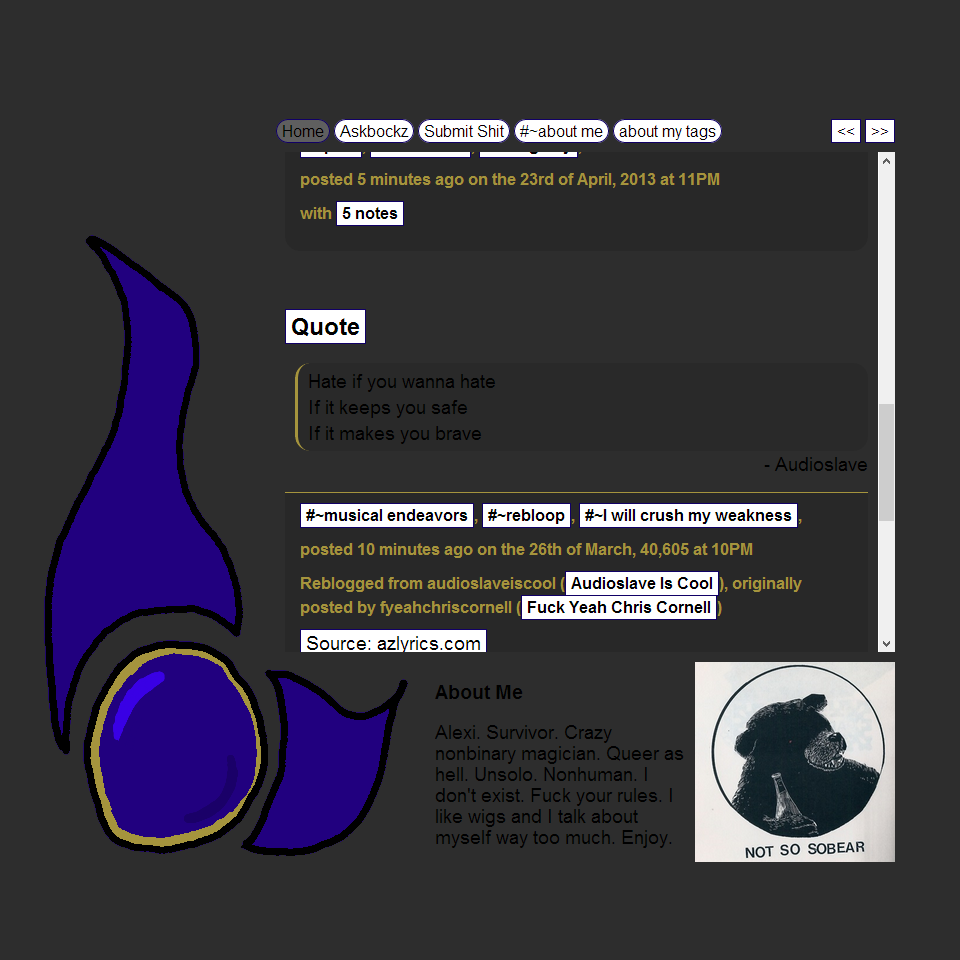 Home Askbockz Submit Shit #~about me about my tags << >>
posted 5 minutes ago on the 23rd of April, 2013 at 11PM
with 5 notes
Quote
Hate if you wanna hate
If it keeps you safe
If it makes you brave
- Audioslave
#~musical endeavors, #~rebloop, #~I will crush my weakness,
posted 10 minutes ago on the 26th of March, 40,605 at 10PM
Reblogged from audioslaveiscool (Audioslave Is Cool), originally
posted by fyeahchriscornell (Fuck Yeah Chris Cornell)
Source: azlyrics.com
About Me
Alexi. Survivor. Crazy
nonbinary magician. Queer as
hell. Unsolo. Nonhuman. I
don't exist. Fuck your rules. I
like wigs and I talk about
myself way too much. Enjoy.
NOT SO SOBEAR